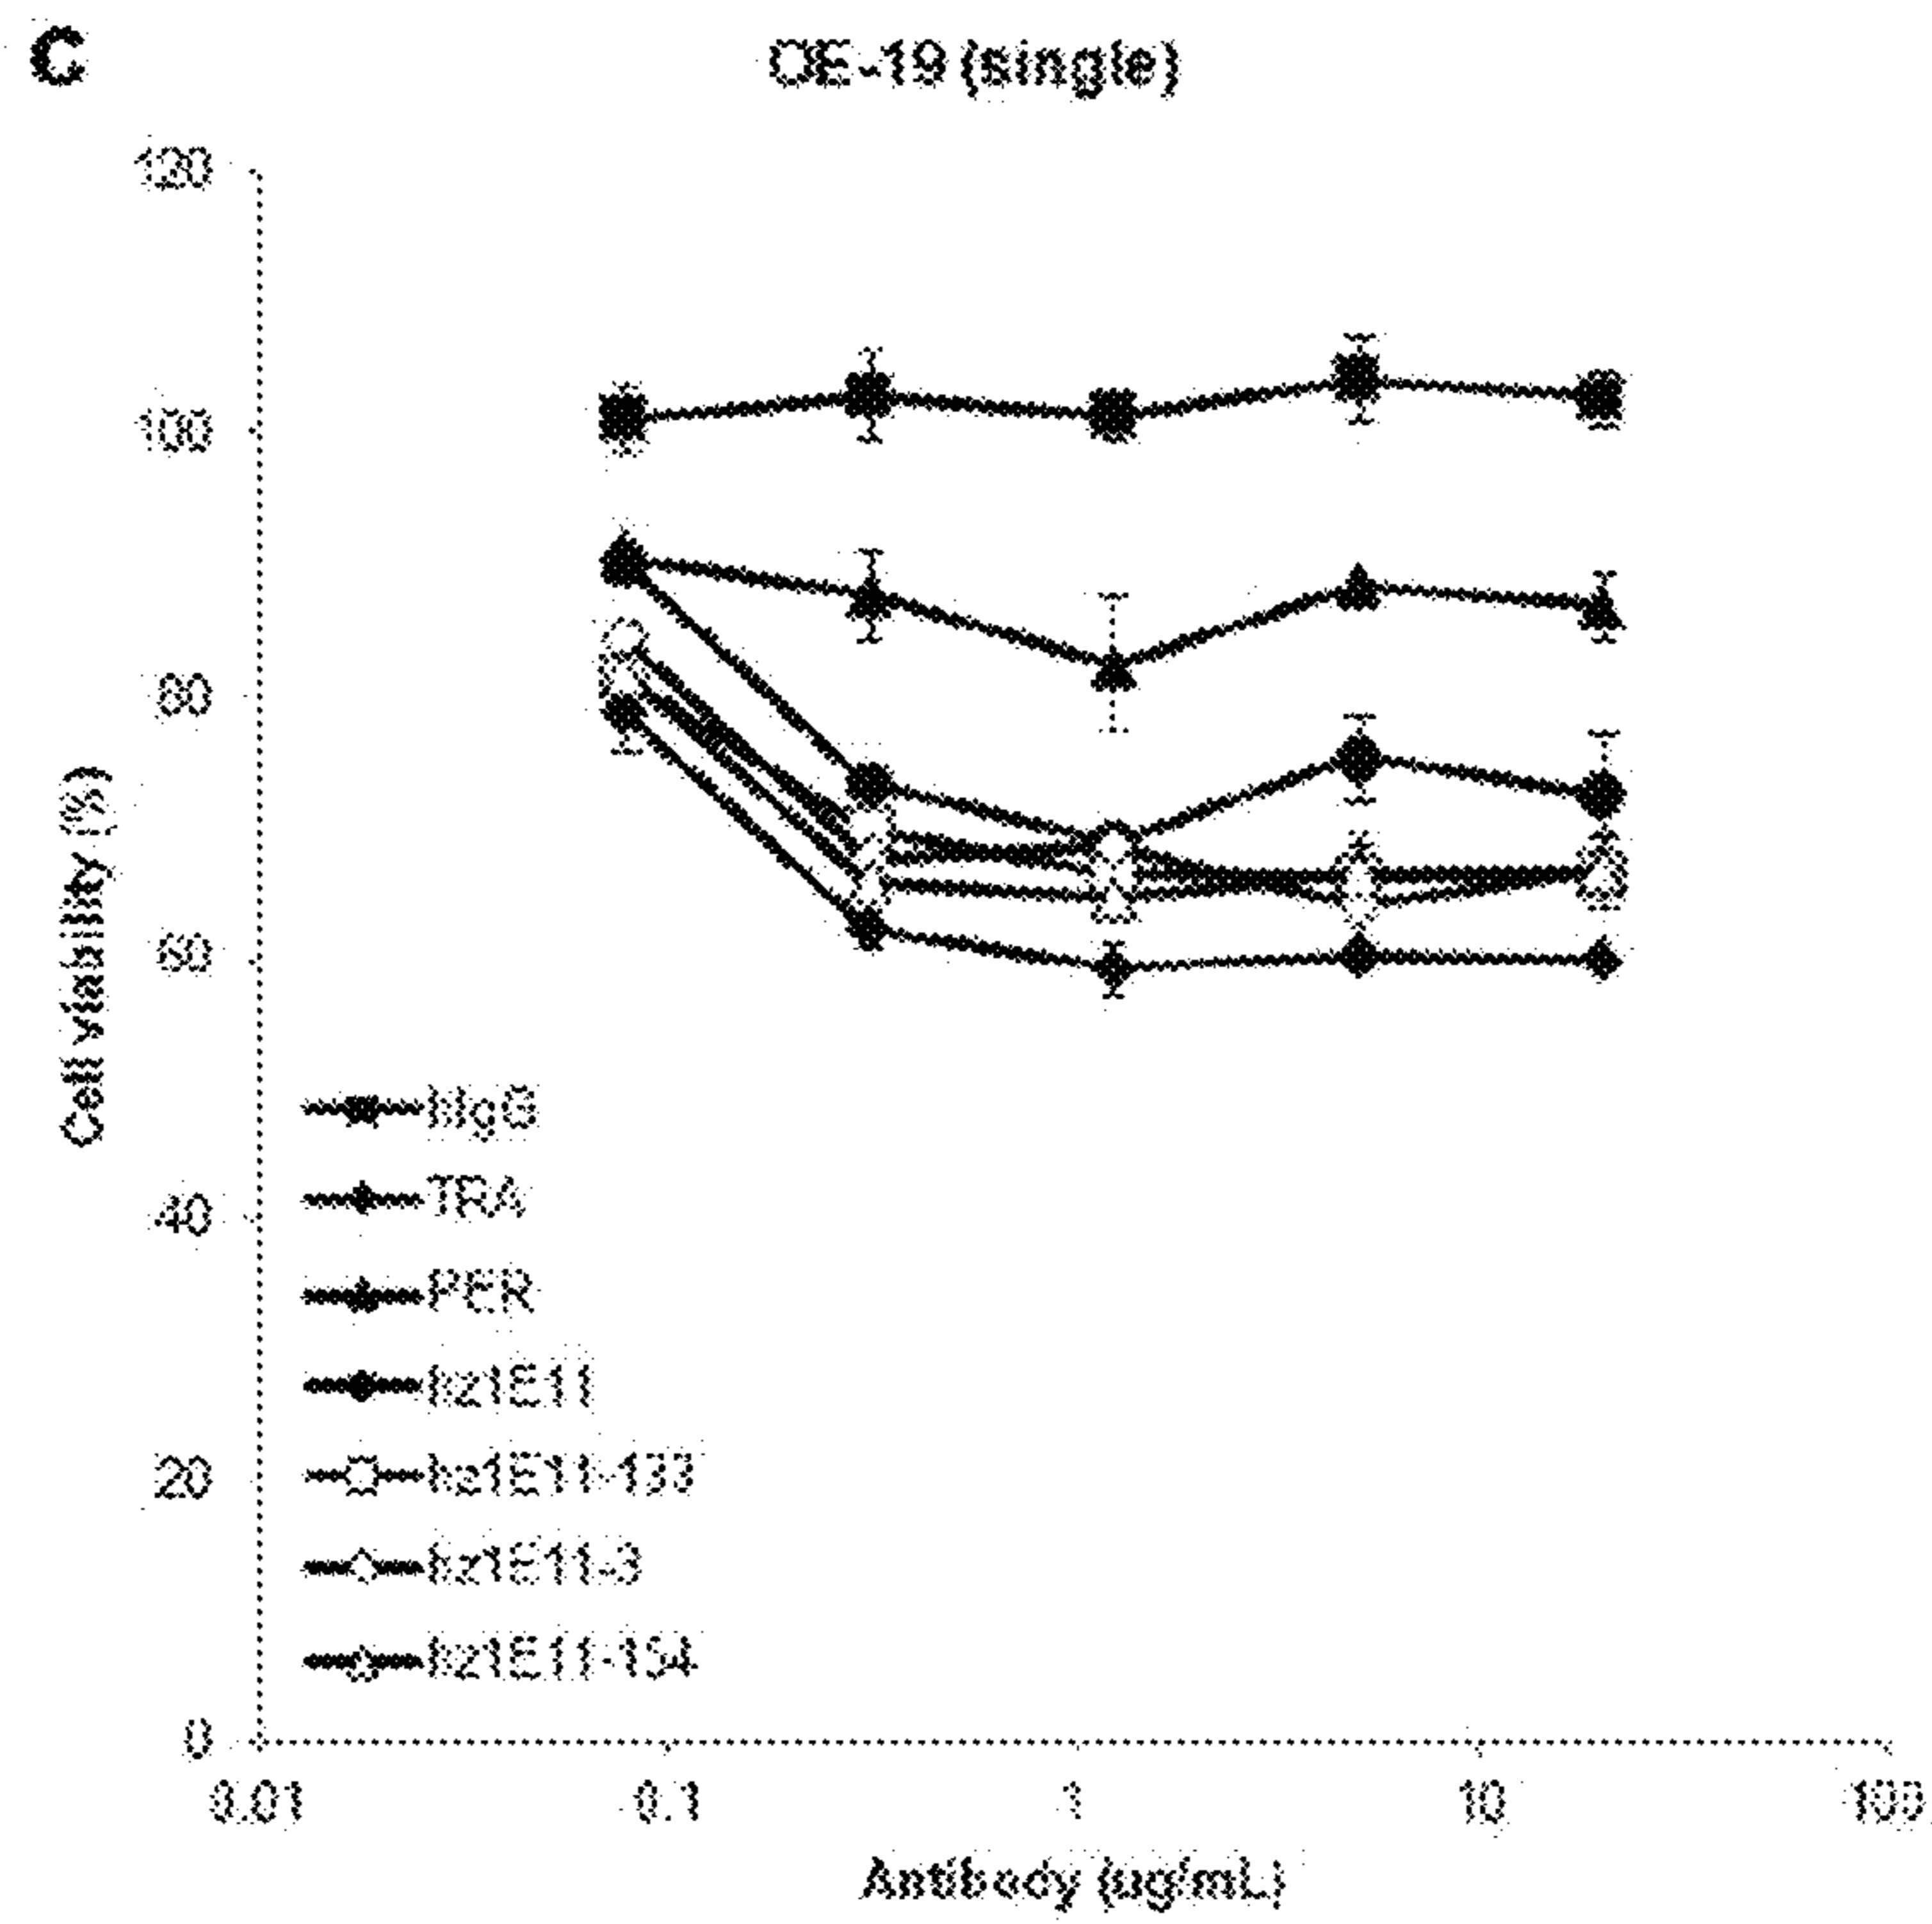 C
OE-19 (single)
120
100
80
60
40
20
0
Cell viability (%)
hIgG
TRA
PER
hz1E11
hz1E11-133
hz1E11-3
hz1E11-154
0.01
0.1
1
10
100
Antibody (ug/mL)